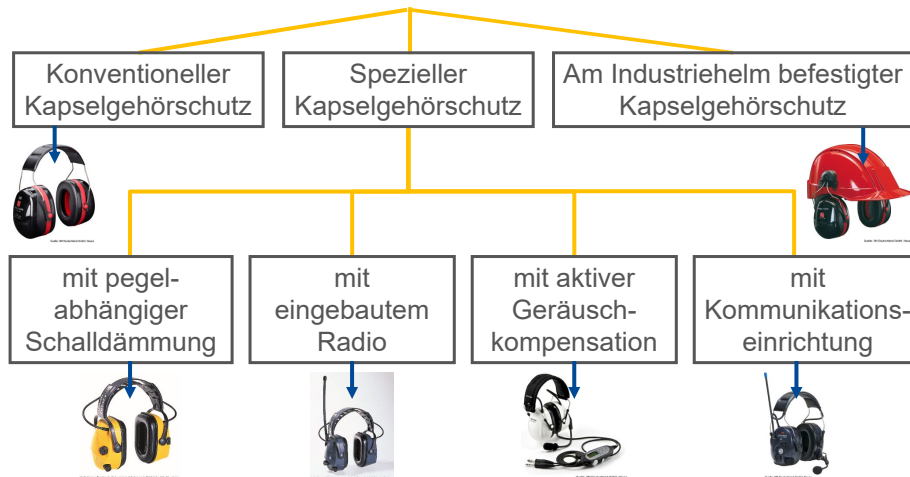 Konventioneller
Kapselgehörschutz
Spezieller
Kapselgehörschutz
Am Industriehelm befestigter
Kapselgehörschutz
mit pegel-
abhängiger
Schalldämmung
mit
eingebautem
Radio
mit aktiver
Geräusch-
kompensation
mit
Kommunikations-
einrichtung